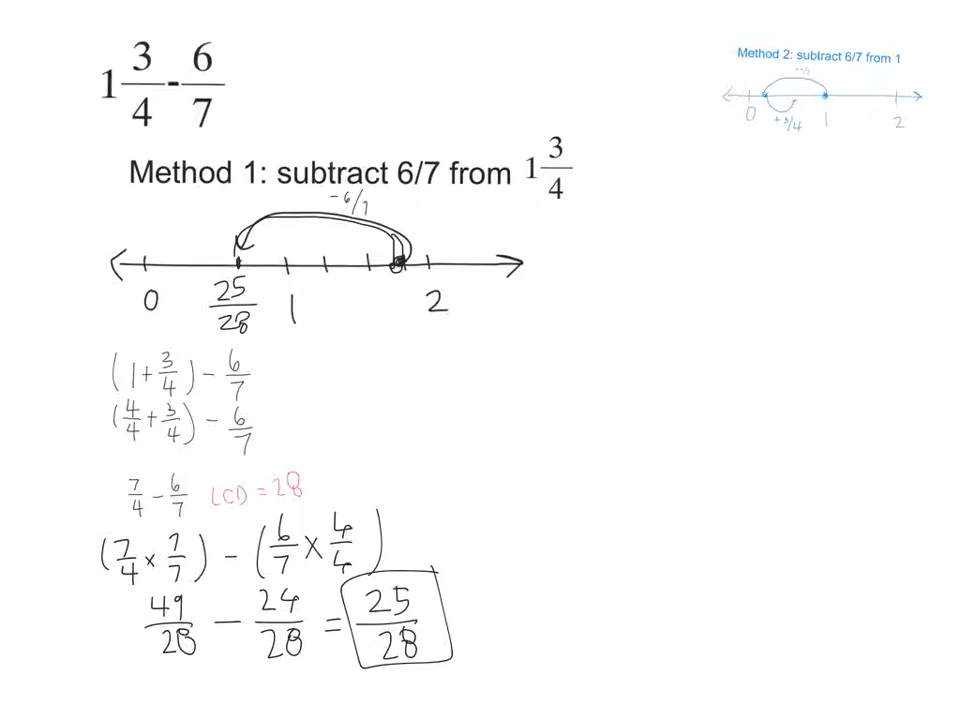 1 3/4 - 6/7
Method 1: subtract 6/7 from 1 3/4
-6/7
0 25/28 1 2
(1 + 3/4) - 6/7
(4/4 + 3/4) - 6/7
7/4 - 6/7 LCD = 28
(7/4 × 7/7) - (6/7 × 4/4)
49/28 - 24/28 = 25/28
Method 2: subtract 6/7 from 1
0 1 2
+3/4